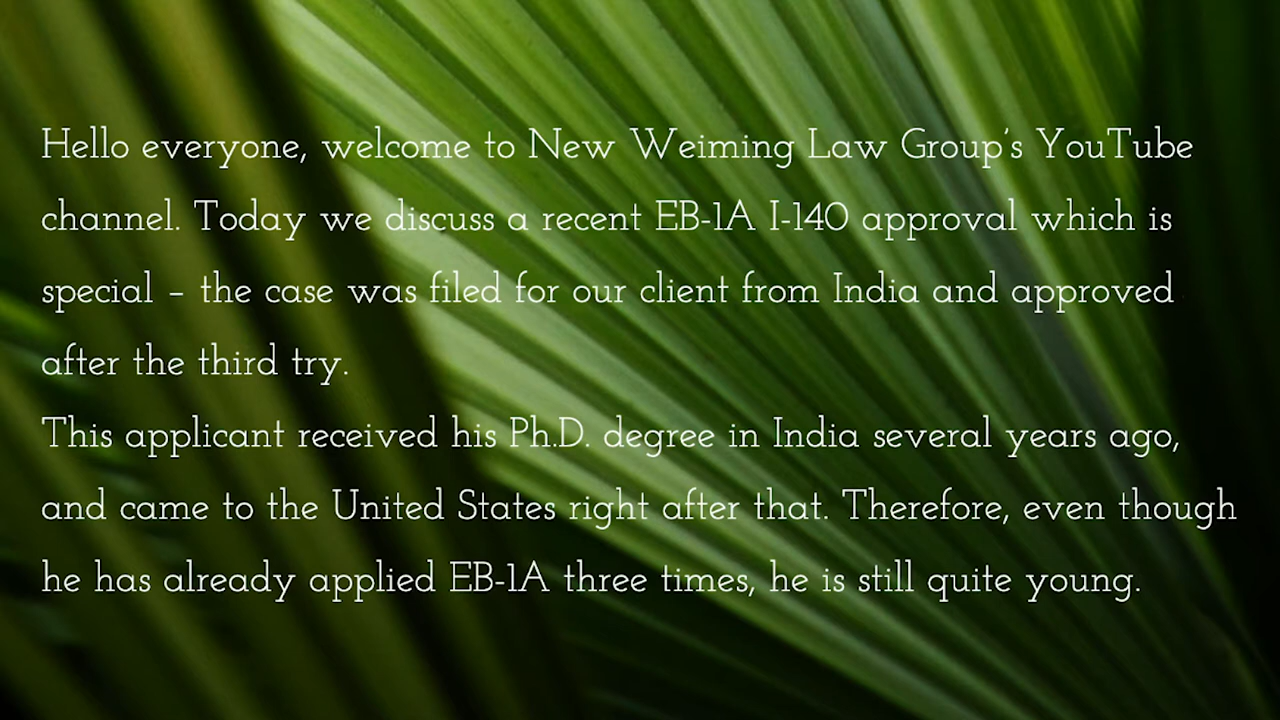 Hello everyone, welcome to New Weiming Law Group's YouTube
channel. Today we discuss a recent EB-1A I-140 approval which is
special – the case was filed for our client from India and approved
after the third try.
This applicant received his Ph.D. degree in India several years ago,
and came to the United States right after that. Therefore, even though
he has already applied EB-1A three times, he is still quite young.